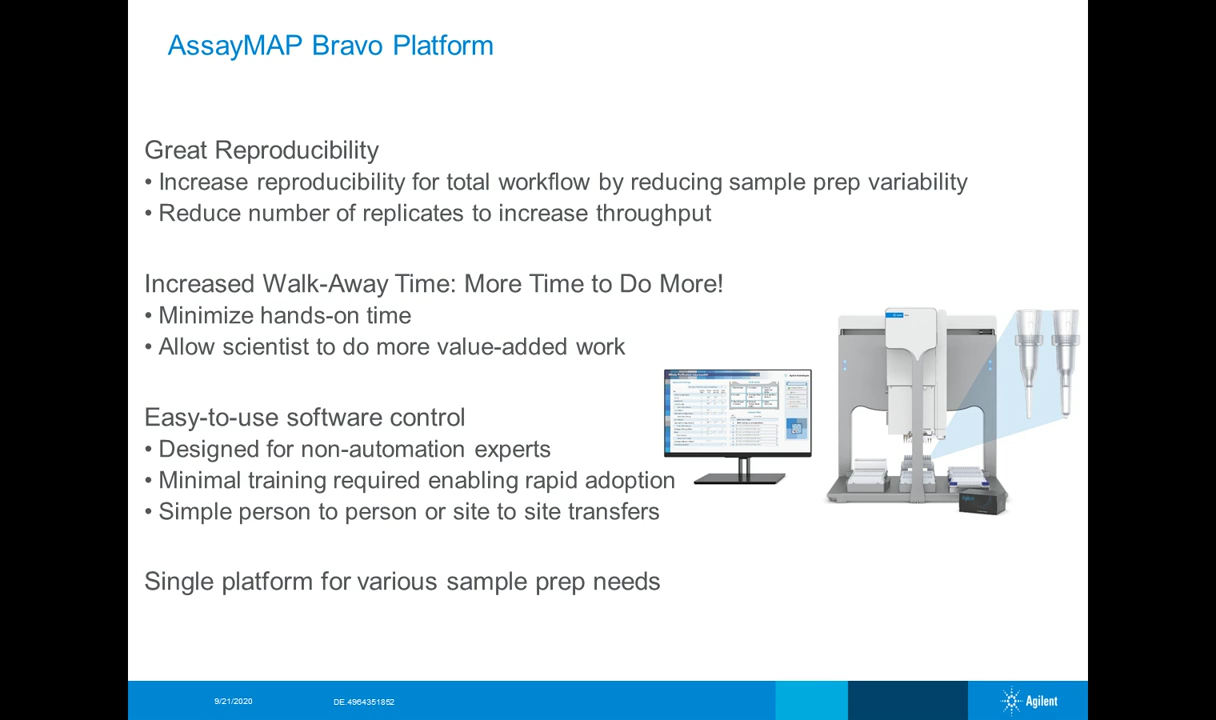 AssayMAP Bravo Platform
Great Reproducibility
• Increase reproducibility for total workflow by reducing sample prep variability
• Reduce number of replicates to increase throughput
Increased Walk-Away Time: More Time to Do More!
• Minimize hands-on time
• Allow scientist to do more value-added work
Easy-to-use software control
• Designed for non-automation experts
• Minimal training required enabling rapid adoption
• Simple person to person or site to site transfers
Single platform for various sample prep needs
9/21/2020
DE.4964351852
Agilent